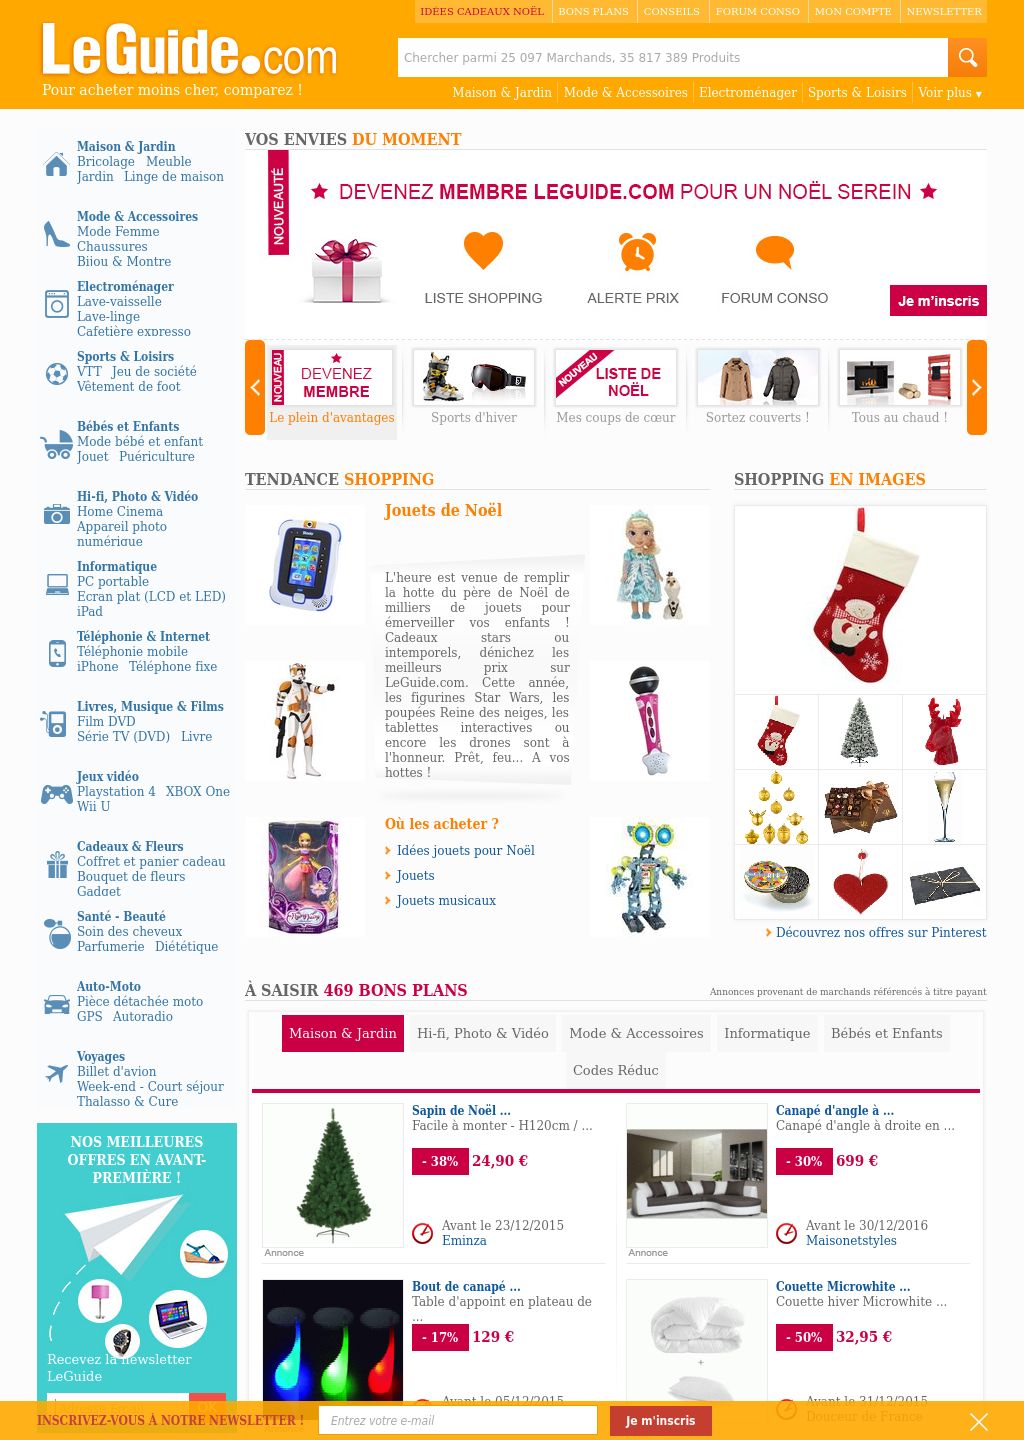 IDÉES CADEAUX NOËL BONS PLANS CONSEILS FORUM CONSO MON COMPTE NEWSLETTER
LeGuide.com
Pour acheter moins cher, comparez !
Chercher parmi 25 097 Marchands, 35 817 389 Produits
Maison & Jardin Mode & Accessoires Electroménager Sports & Loisirs Voir plus ▼
Maison & Jardin
Bricolage Meuble
Jardin Linge de maison
Mode & Accessoires
Mode Femme
Chaussures
Bijou & Montre
Electroménager
Lave-vaisselle
Lave-linge
Cafetière expresso
Sports & Loisirs
VTT Jeu de société
Vêtement de foot
Bébés et Enfants
Mode bébé et enfant
Jouet Puériculture
Hi-fi, Photo & Vidéo
Home Cinema
Appareil photo
numérique
Informatique
PC portable
Ecran plat (LCD et LED)
iPad
Téléphonie & Internet
Téléphonie mobile
iPhone Téléphone fixe
Livres, Musique & Films
Film DVD
Série TV (DVD) Livre
Jeux vidéo
Playstation 4 XBOX One
Wii U
Cadeaux & Fleurs
Coffret et panier cadeau
Bouquet de fleurs
Gadget
Santé - Beauté
Soin des cheveux
Parfumerie Diététique
Auto-Moto
Pièce détachée moto
GPS Autoradio
Voyages
Billet d'avion
Week-end - Court séjour
Thalasso & Cure
NOS MEILLEURES
OFFRES EN AVANT-
PREMIÈRE !
Recevez la newsletter
LeGuide
VOS ENVIES DU MOMENT
NOUVEAUTÉ
DEVENEZ MEMBRE LEGUIDE.COM POUR UN NOËL SEREIN
LISTE SHOPPING
ALERTE PRIX
FORUM CONSO
Je m'inscris
NOUVEAU
DEVENEZ
MEMBRE
Le plein d'avantages
Sports d'hiver
NOUVEAU
LISTE DE
NOËL
Mes coups de cœur
Sortez couverts !
Tous au chaud !
TENDANCE SHOPPING
Jouets de Noël
L'heure est venue de remplir
la hotte du père de Noël de
milliers de jouets pour
émerveiller vos enfants !
Cadeaux stars ou
intemporels, dénichez les
meilleurs prix sur
LeGuide.com. Cette année,
les figurines Star Wars, les
poupées Reine des neiges, les
tablettes interactives ou
encore les drones sont à
l'honneur. Prêt, feu... A vos
hottes !
Où les acheter ?
Idées jouets pour Noël
Jouets
Jouets musicaux
SHOPPING EN IMAGES
Découvrez nos offres sur Pinterest
À SAISIR 469 BONS PLANS
Annonces provenant de marchands référencés à titre payant
Maison & Jardin Hi-fi, Photo & Vidéo Mode & Accessoires Informatique Bébés et Enfants
Codes Réduc
Sapin de Noël ...
Facile à monter - H120cm / ...
- 38% 24,90 €
Avant le 23/12/2015
Eminza
Annonce
Canapé d'angle à ...
Canapé d'angle à droite en ...
- 30% 699 €
Avant le 30/12/2016
Maisonetstyles
Annonce
Bout de canapé ...
Table d'appoint en plateau de
...
- 17% 129 €
Avant le 05/12/2015
Couette Microwhite ...
Couette hiver Microwhite ...
- 50% 32,95 €
Avant le 31/12/2015
Douceur de France
INSCRIVEZ-VOUS À NOTRE NEWSLETTER !
Entrez votre e-mail
Je m'inscris